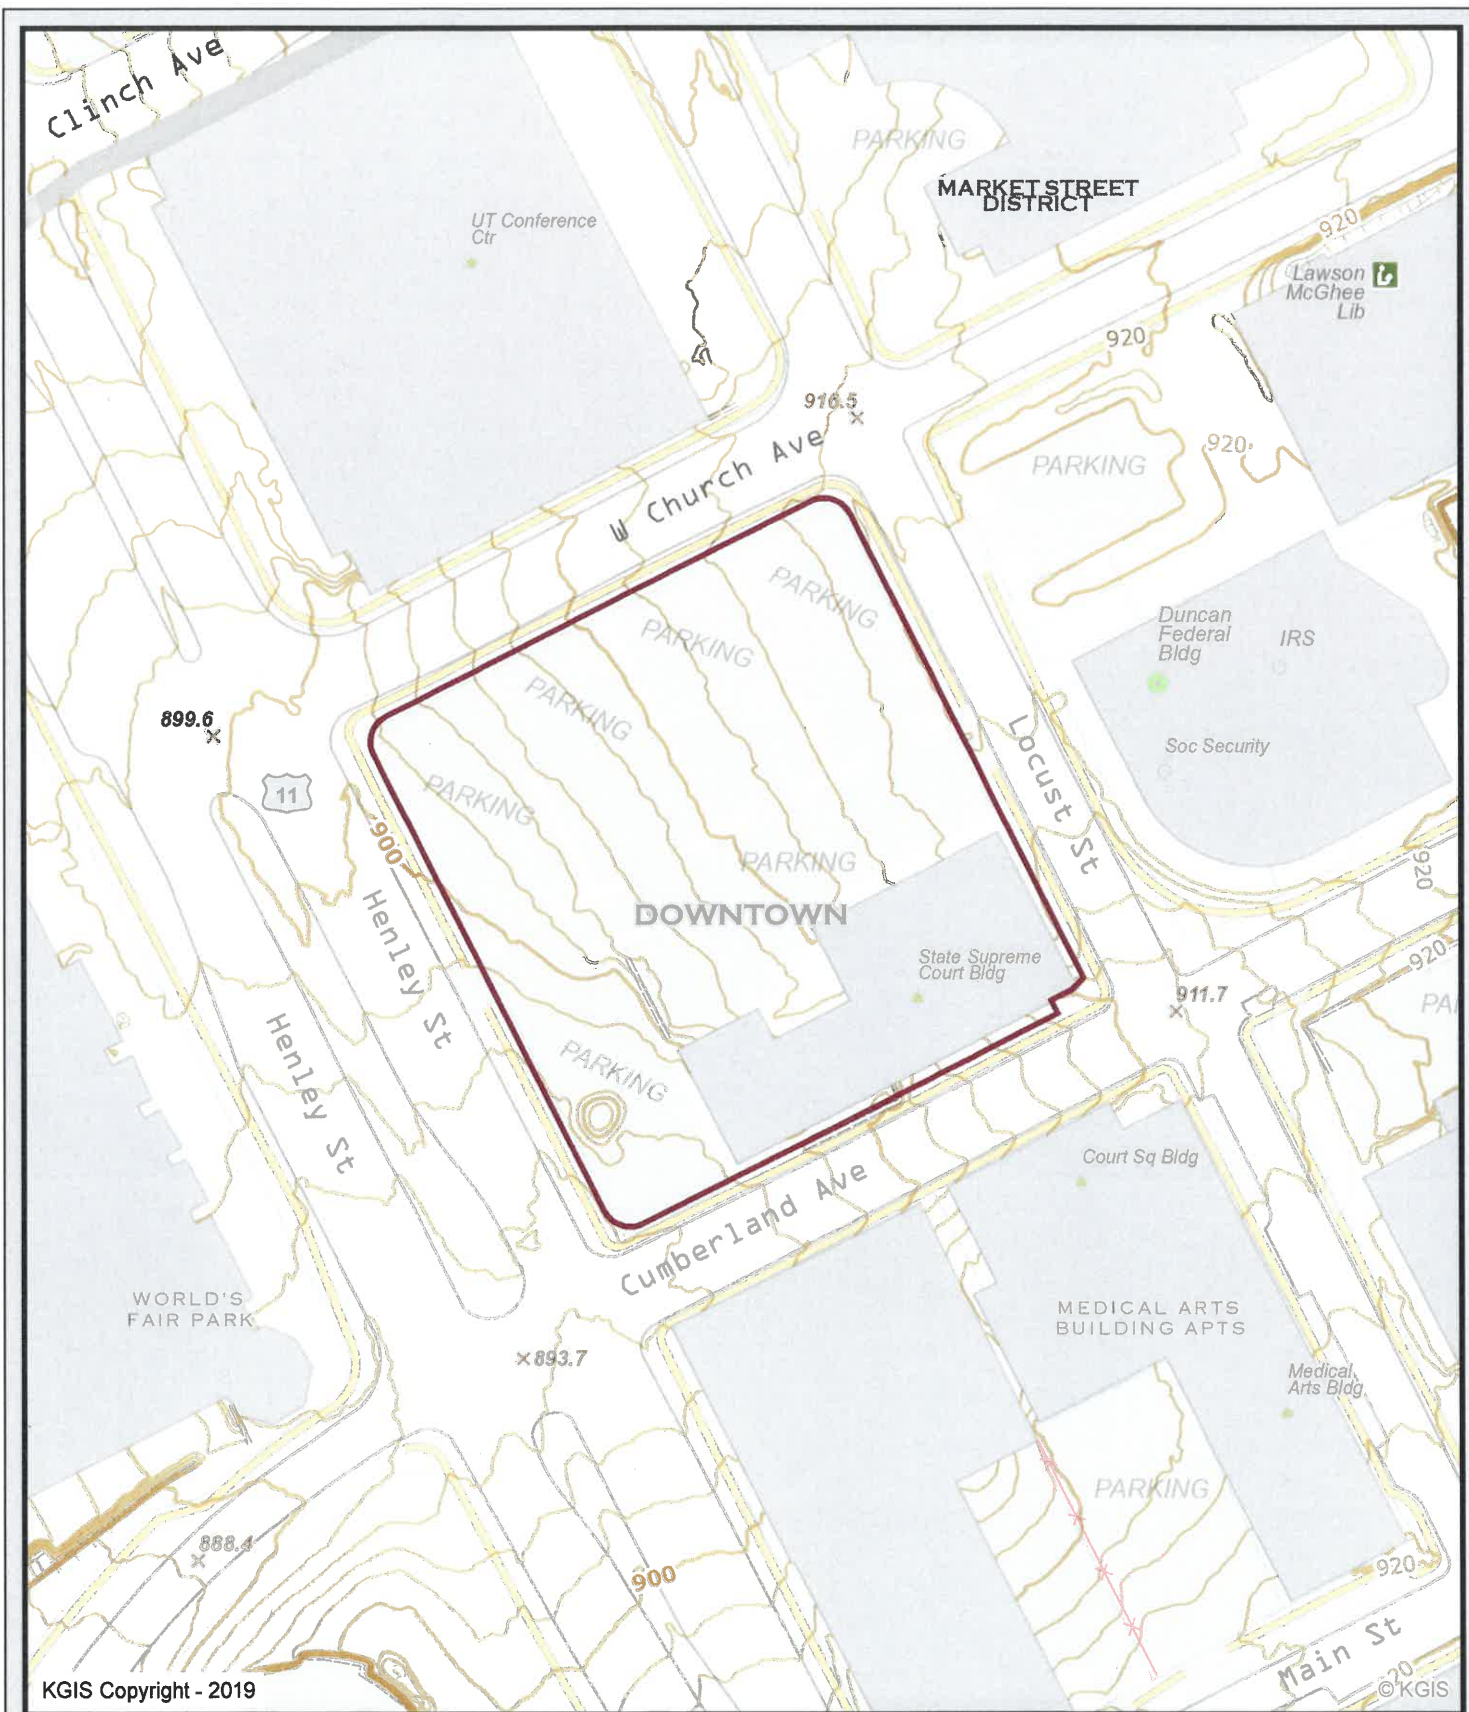 Clinch Ave
PARKING
MARKET STREET
DISTRICT
UT Conference
Ctr
920
Lawson
McGhee
Lib
920
916.5
W Church Ave
920
PARKING
PARKING
PARKING
Duncan
Federal
Bldg
IRS
PARKING
899.6
Locust St
Soc Security
11
PARKING
900
PARKING
920
Henley St
DOWNTOWN
State Supreme
Court Bldg
920
911.7
PA
Henley St
PARKING
Court Sq Bldg
Cumberland Ave
WORLD'S
FAIR PARK
MEDICAL ARTS
BUILDING APTS
893.7
Medical
Arts Bldg
PARKING
888.4
900
920
Main St
KGIS Copyright - 2019
920
© KGIS